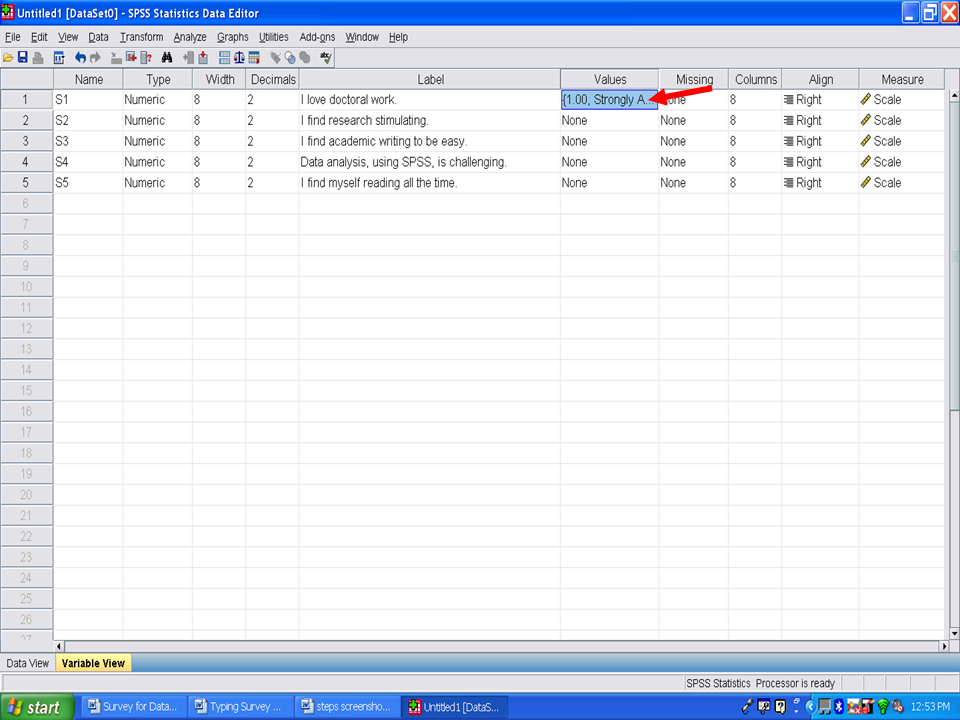 Untitled1 [DataSet0] - SPSS Statistics Data Editor
File Edit View Data Transform Analyze Graphs Utilities Add-ons Window Help
Name Type Width Decimals Label Values Missing Columns Align Measure
1 S1 Numeric 8 2 I love doctoral work. {1.00, Strongly A... None 8 Right Scale
2 S2 Numeric 8 2 I find research stimulating. None None 8 Right Scale
3 S3 Numeric 8 2 I find academic writing to be easy. None None 8 Right Scale
4 S4 Numeric 8 2 Data analysis, using SPSS, is challenging. None None 8 Right Scale
5 S5 Numeric 8 2 I find myself reading all the time. None None 8 Right Scale
6
7
8
9
10
11
12
13
14
15
16
17
18
19
20
21
22
23
24
25
26
27
Data View Variable View
SPSS Statistics Processor is ready
start Survey for Data... Typing Survey ... steps screensho... Untitled1 [DataS... 12:53 PM